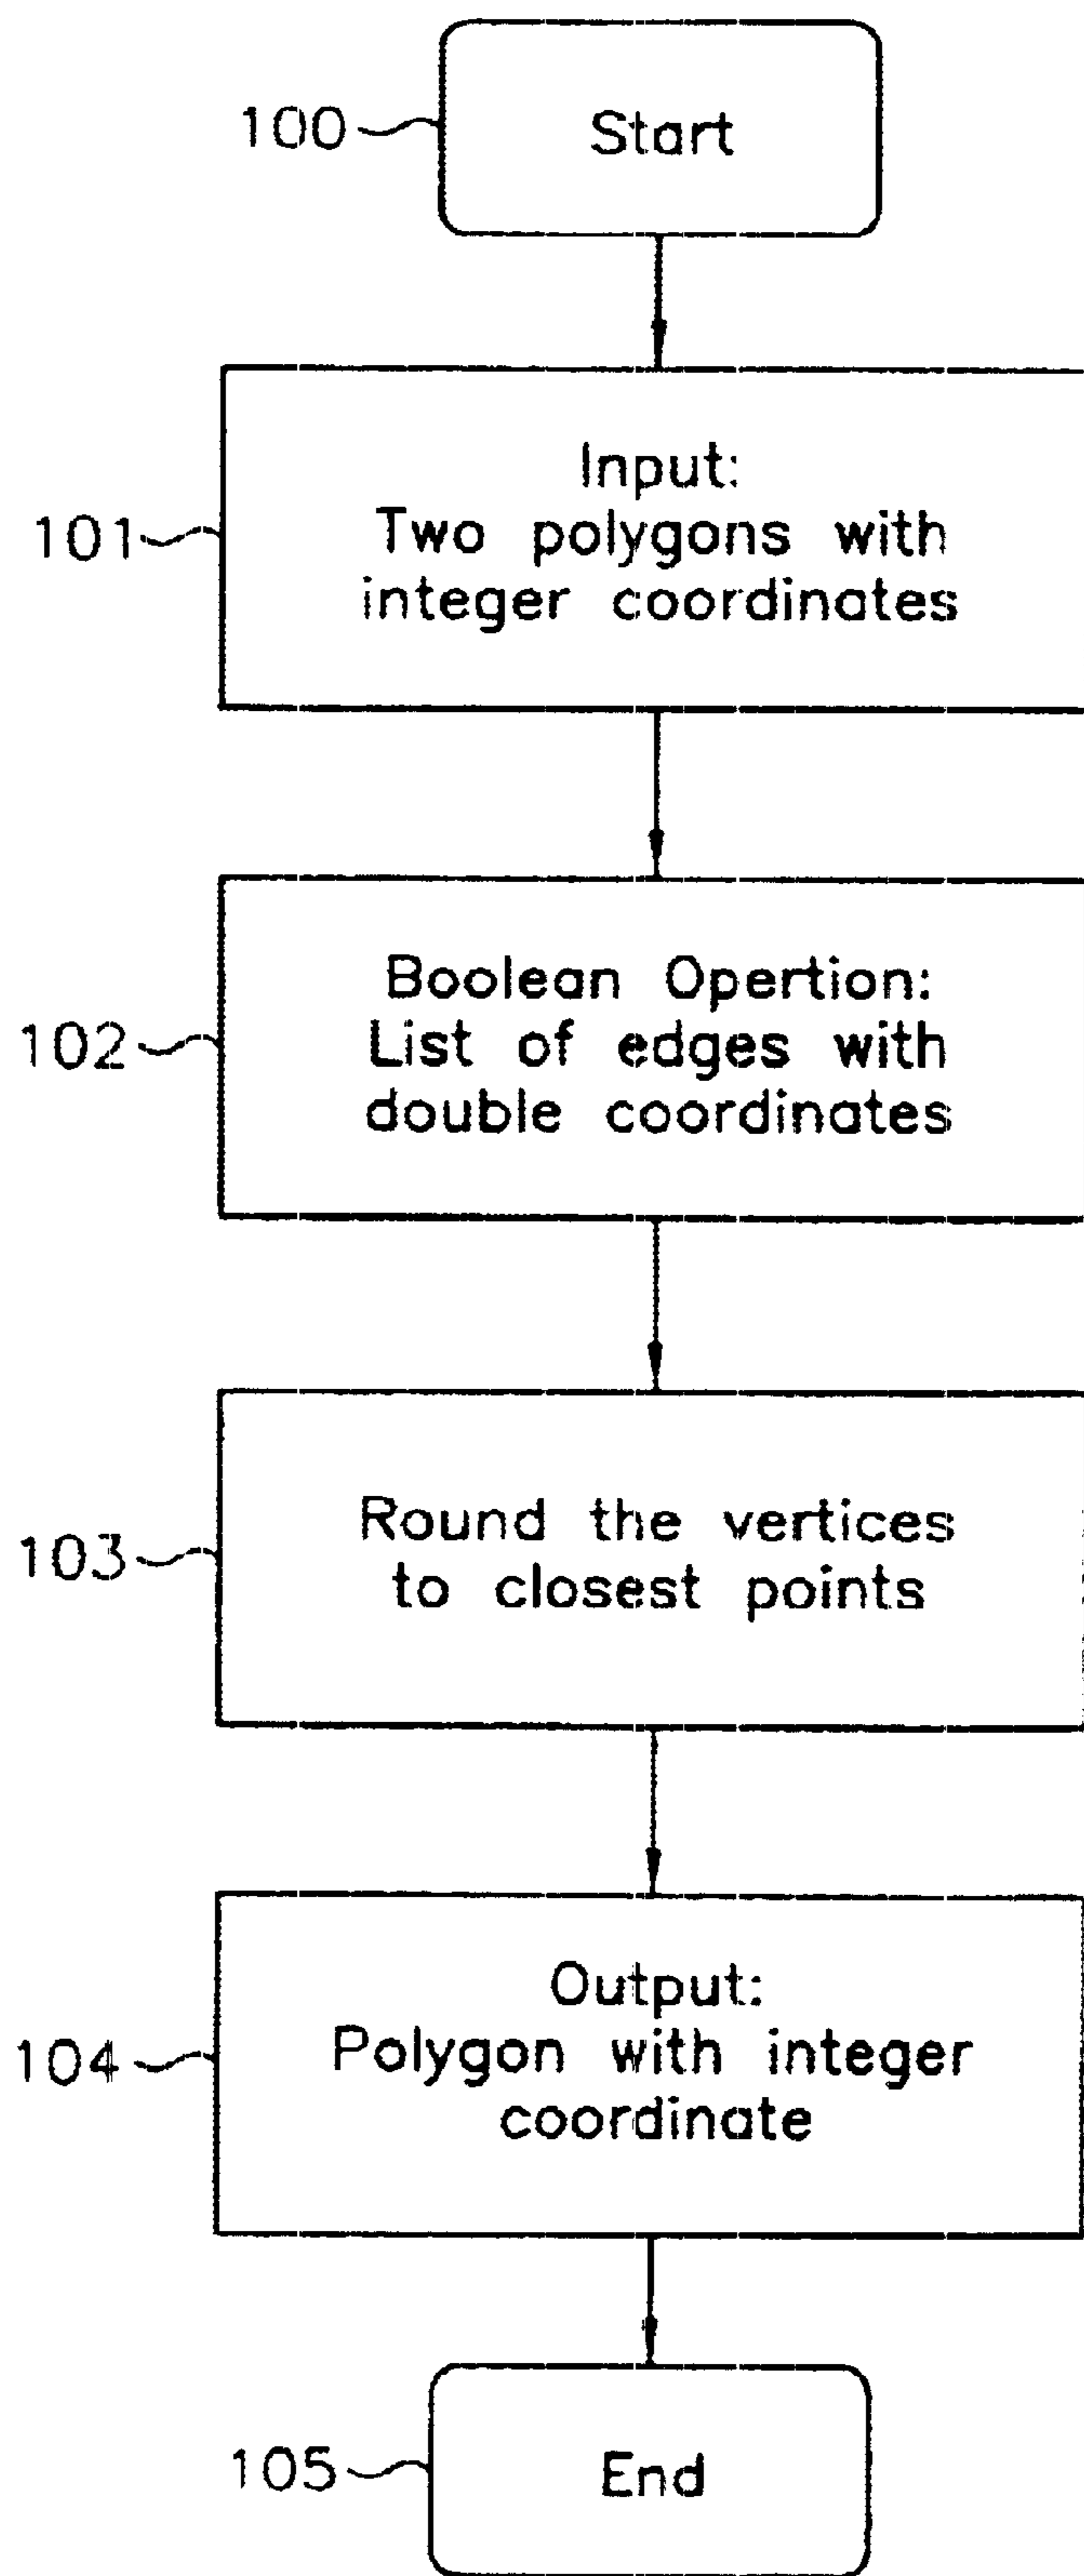 100
Start
101
Input:
Two polygons with
integer coordinates
102
Boolean Opertion:
List of edges with
double coordinates
103
Round the vertices
to closest points
104
Output:
Polygon with integer
coordinate
105
End